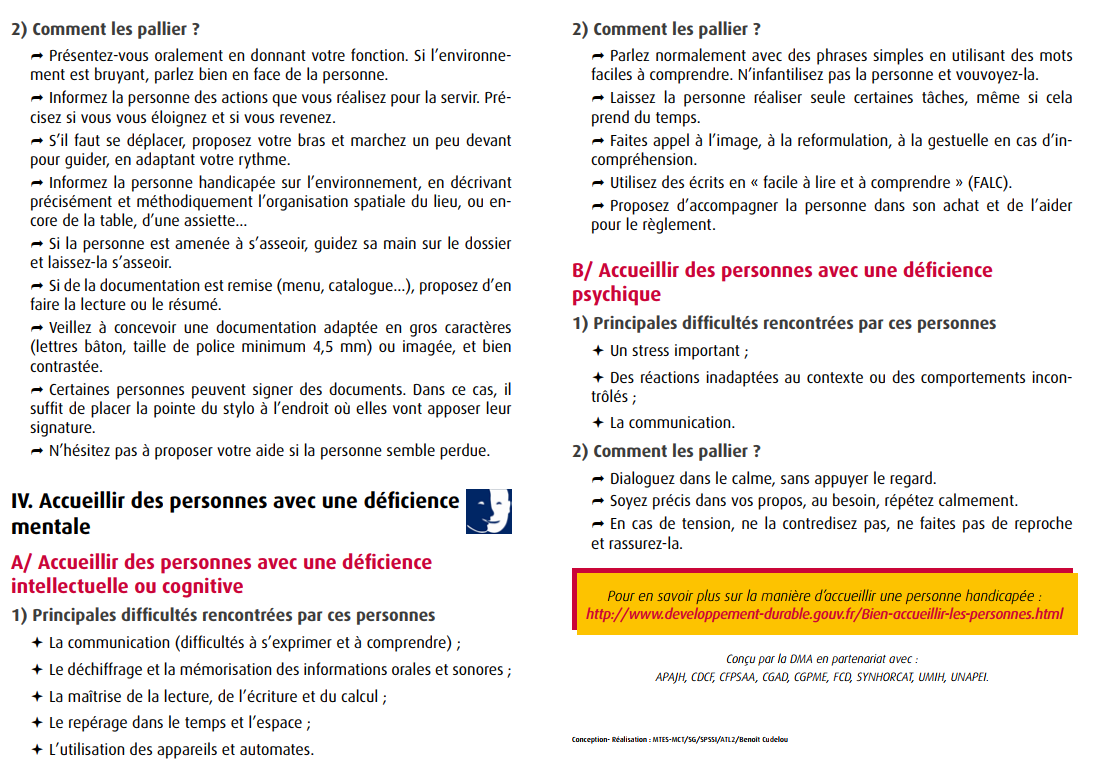 2) Comment les pallier ?
➦ Présentez-vous oralement en donnant votre fonction. Si l’environne-
ment est bruyant, parlez bien en face de la personne.
➦ Informez la personne des actions que vous réalisez pour la servir. Pré-
cisez si vous vous éloignez et si vous revenez.
➦ S’il faut se déplacer, proposez votre bras et marchez un peu devant
pour guider, en adaptant votre rythme.
➦ Informez la personne handicapée sur l’environnement, en décrivant
précisément et méthodiquement l’organisation spatiale du lieu, ou en-
core de la table, d’une assiette...
➦ Si la personne est amenée à s’asseoir, guidez sa main sur le dossier
et laissez-la s’asseoir.
➦ Si de la documentation est remise (menu, catalogue...), proposez d’en
faire la lecture ou le résumé.
➦ Veillez à concevoir une documentation adaptée en gros caractères
(lettres bâton, taille de police minimum 4,5 mm) ou imagée, et bien
contrastée.
➦ Certaines personnes peuvent signer des documents. Dans ce cas, il
suffit de placer la pointe du stylo à l’endroit où elles vont apposer leur
signature.
➦ N’hésitez pas à proposer votre aide si la personne semble perdue.
IV. Accueillir des personnes avec une déficience
mentale
A/ Accueillir des personnes avec une déficience
intellectuelle ou cognitive
1) Principales difficultés rencontrées par ces personnes
✦ La communication (difficultés à s’exprimer et à comprendre) ;
✦ Le déchiffrage et la mémorisation des informations orales et sonores ;
✦ La maîtrise de la lecture, de l’écriture et du calcul ;
✦ Le repérage dans le temps et l’espace ;
✦ L’utilisation des appareils et automates.
2) Comment les pallier ?
➦ Parlez normalement avec des phrases simples en utilisant des mots
faciles à comprendre. N’infantilisez pas la personne et vouvoyez-la.
➦ Laissez la personne réaliser seule certaines tâches, même si cela
prend du temps.
➦ Faites appel à l’image, à la reformulation, à la gestuelle en cas d’in-
compréhension.
➦ Utilisez des écrits en « facile à lire et à comprendre » (FALC).
➦ Proposez d’accompagner la personne dans son achat et de l’aider
pour le règlement.
B/ Accueillir des personnes avec une déficience
psychique
1) Principales difficultés rencontrées par ces personnes
✦ Un stress important ;
✦ Des réactions inadaptées au contexte ou des comportements incon-
trôlés ;
✦ La communication.
2) Comment les pallier ?
➦ Dialoguez dans le calme, sans appuyer le regard.
➦ Soyez précis dans vos propos, au besoin, répétez calmement.
➦ En cas de tension, ne la contredisez pas, ne faites pas de reproche
et rassurez-la.
Pour en savoir plus sur la manière d’accueillir une personne handicapée :
http://www.developpement-durable.gouv.fr/Bien-accueillir-les-personnes.html
Conçu par la DMA en partenariat avec :
APAJH, CDCF, CFPSAA, CGAD, CGPME, FCD, SYNHORCAT, UMIH, UNAPEI.
Conception- Réalisation : MTES-MCT/SG/SPSSI/ATL2/Benoît Cudelou